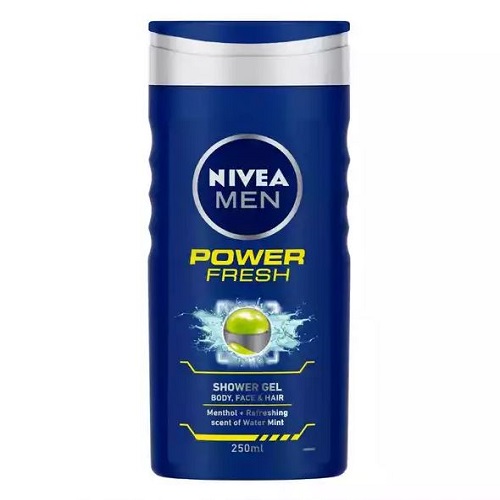 NIVEA
MEN
POWER
FRESH
SHOWER GEL
BODY, FACE & HAIR
Menthol + Refreshing
scent of Water Mint
250ml